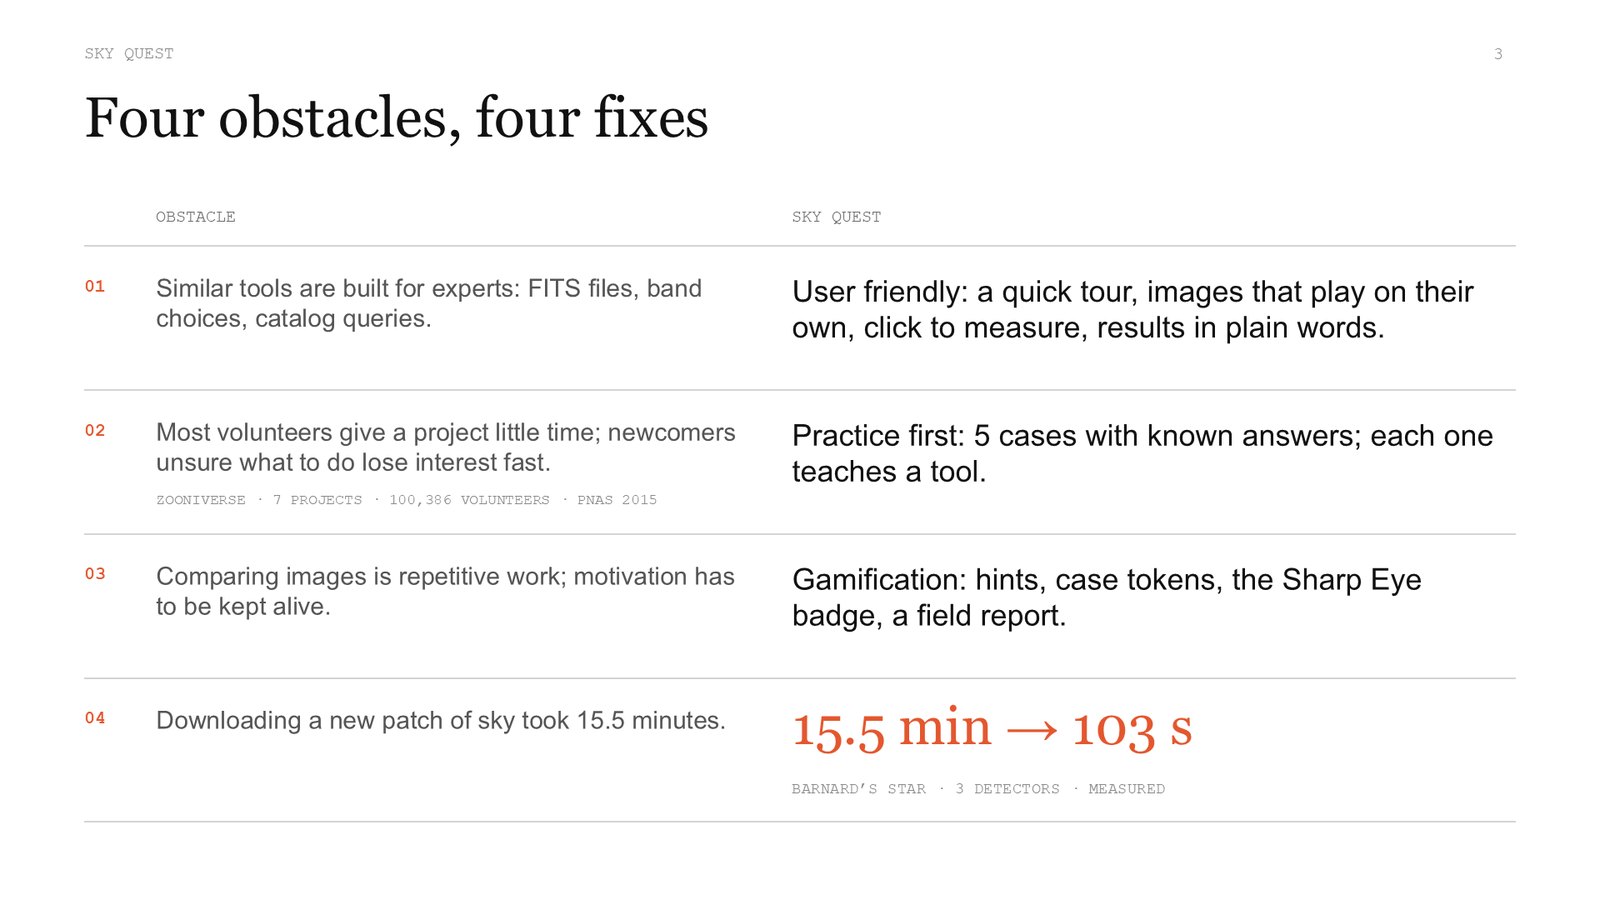 SKY QUEST
3
Four obstacles, four fixes
OBSTACLE
SKY QUEST
01
Similar tools are built for experts: FITS files, band
choices, catalog queries.
User friendly: a quick tour, images that play on their
own, click to measure, results in plain words.
02
Most volunteers give a project little time; newcomers
unsure what to do lose interest fast.
ZOONIVERSE · 7 PROJECTS · 100,386 VOLUNTEERS · PNAS 2015
Practice first: 5 cases with known answers; each one
teaches a tool.
03
Comparing images is repetitive work; motivation has
to be kept alive.
Gamification: hints, case tokens, the Sharp Eye
badge, a field report.
04
Downloading a new patch of sky took 15.5 minutes.
15.5 min → 103 s
BARNARD’S STAR · 3 DETECTORS · MEASURED